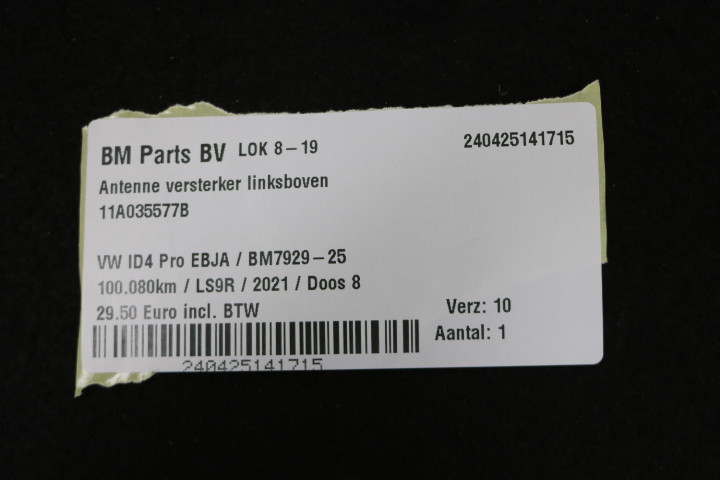 BM Parts BV LOK 8-19 240425141715
Antenne versterker linksboven
11A035577B
VW ID4 Pro EBJA / BM7929-25
100.080km / LS9R / 2021 / Doos 8
29.50 Euro incl. BTW Verz: 10
Aantal: 1
240425141715